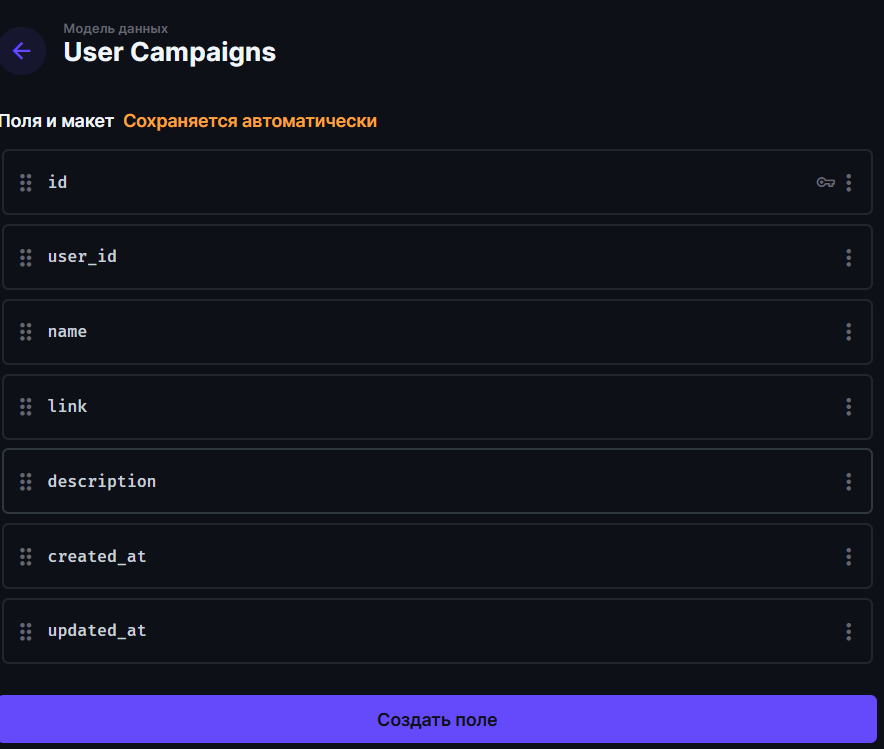 Модель данных
User Campaigns
Поля и макет Сохраняется автоматически
id
user_id
name
link
description
created_at
updated_at
Создать поле